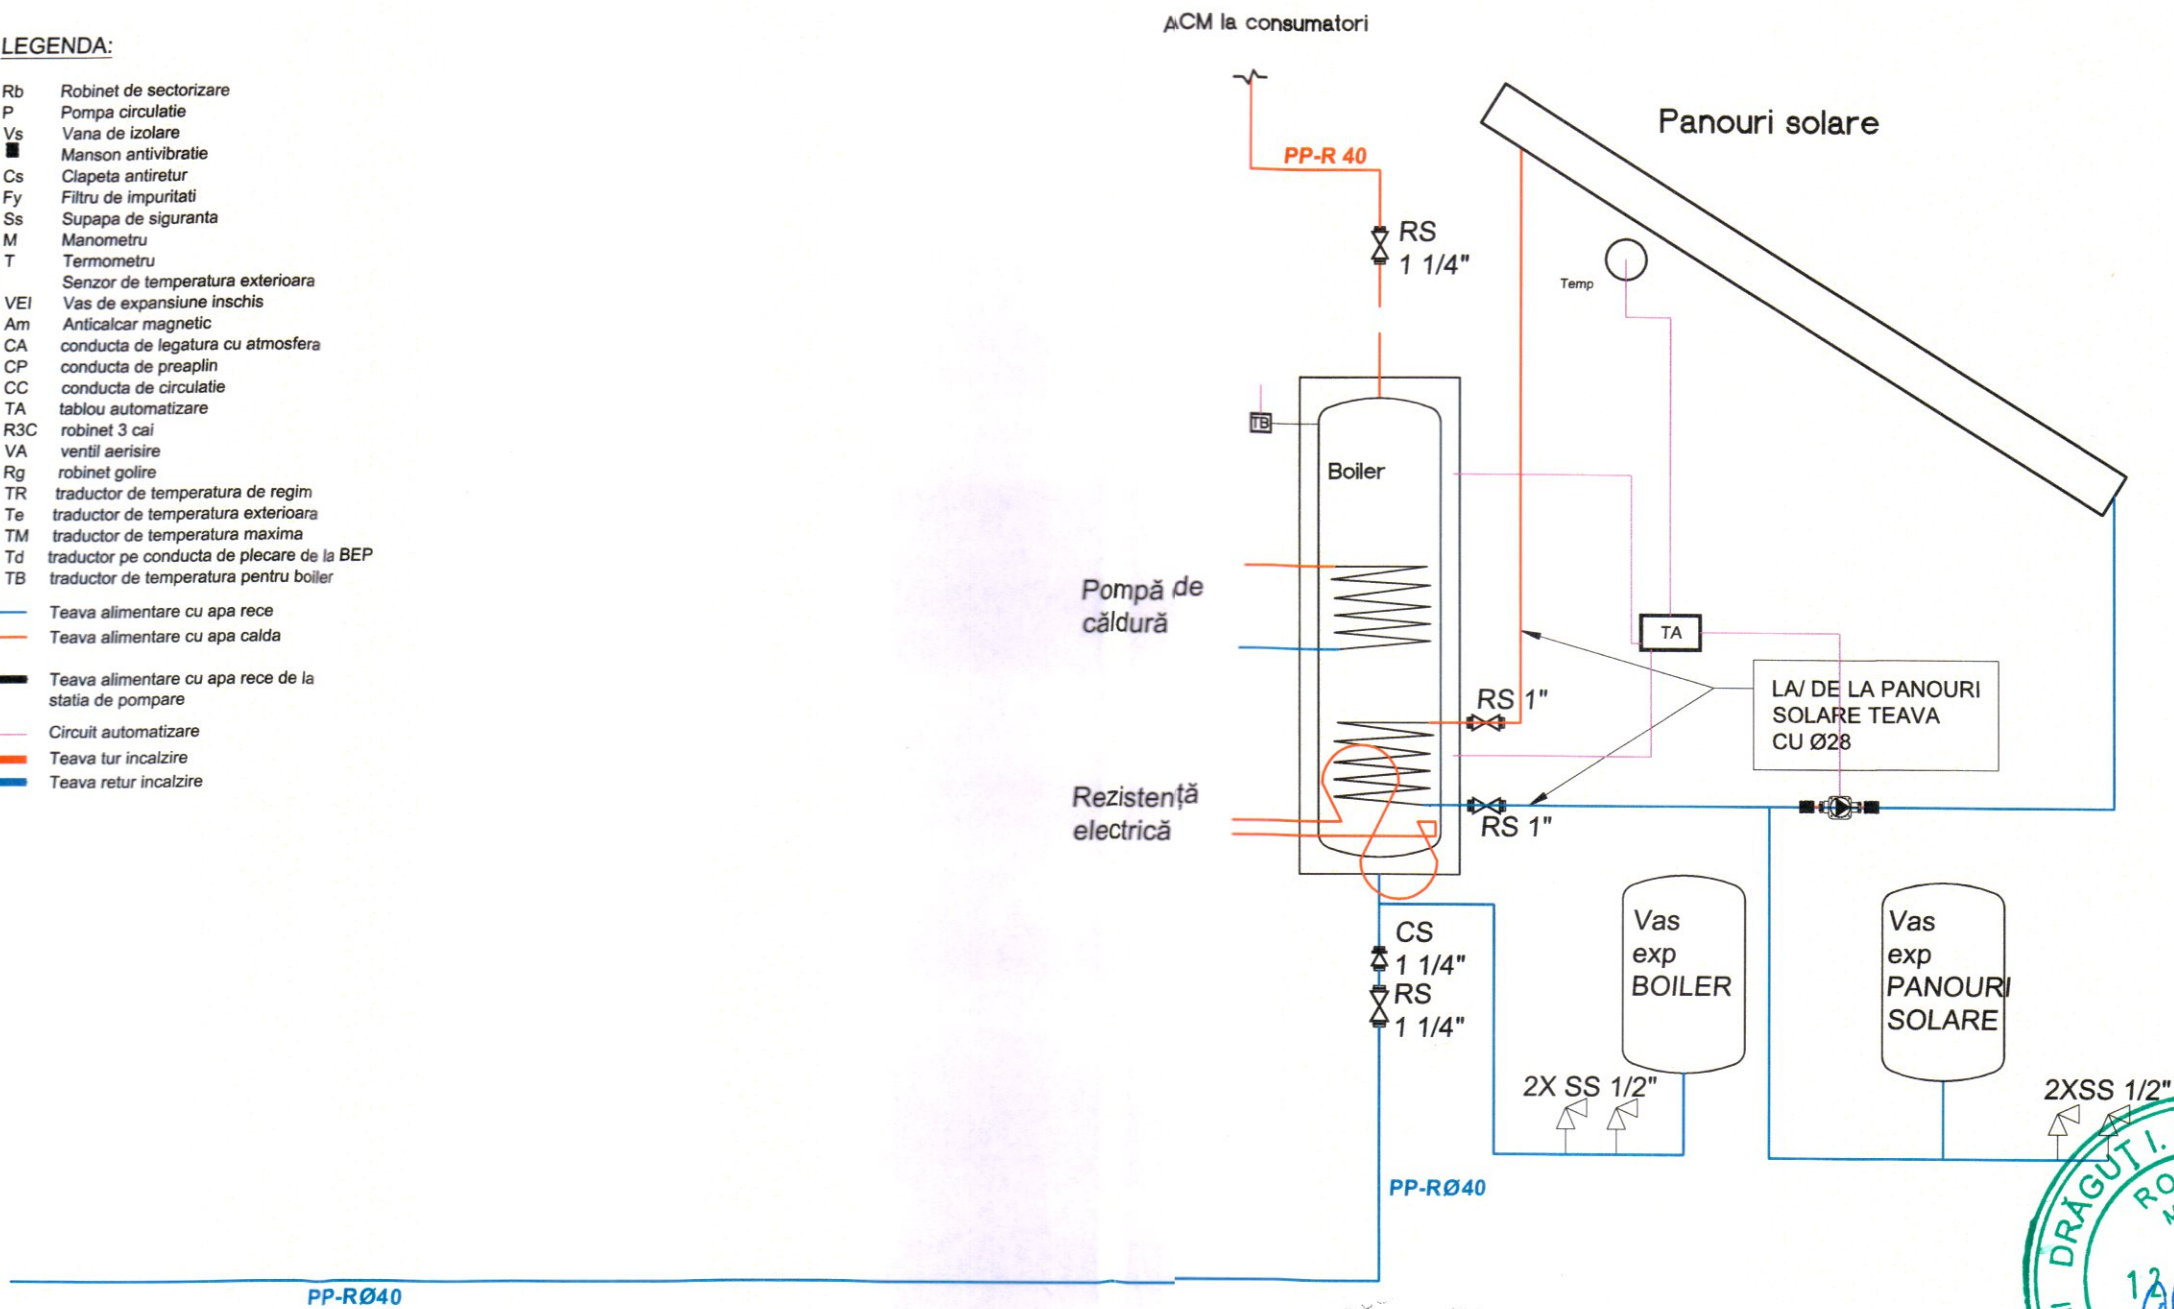 LEGENDA:
Rb Robinet de sectorizare
P Pompa circulatie
Vs Vana de izolare
Manson antivibratie
Cs Clapeta antiretur
Fy Filtru de impuritati
Ss Supapa de siguranta
M Manometru
T Termometru
Senzor de temperatura exterioara
VEI Vas de expansiune inschis
Am Anticalcar magnetic
CA conducta de legatura cu atmosfera
CP conducta de preaplin
CC conducta de circulatie
TA tablou automatizare
R3C robinet 3 cai
VA ventil aerisire
Rg robinet golire
TR traductor de temperatura de regim
Te traductor de temperatura exterioara
TM traductor de temperatura maxima
Td traductor pe conducta de plecare de la BEP
TB traductor de temperatura pentru boiler
Teava alimentare cu apa rece
Teava alimentare cu apa calda
Teava alimentare cu apa rece de la
statia de pompare
Circuit automatizare
Teava tur incalzire
Teava retur incalzire
ACM la consumatori
PP-R 40
RS
1 1/4"
Panouri solare
Temp
TB
Boiler
Pompă de
căldură
TA
RS 1"
LA/ DE LA PANOURI
SOLARE TEAVA
CU Ø28
Rezistență
electrică
RS 1"
CS
1 1/4"
RS
1 1/4"
Vas
exp
BOILER
Vas
exp
PANOURI
SOLARE
2X SS 1/2"
2XSS 1/2"
PP-RØ40
PP-RØ40
DRĂGUȚ I.